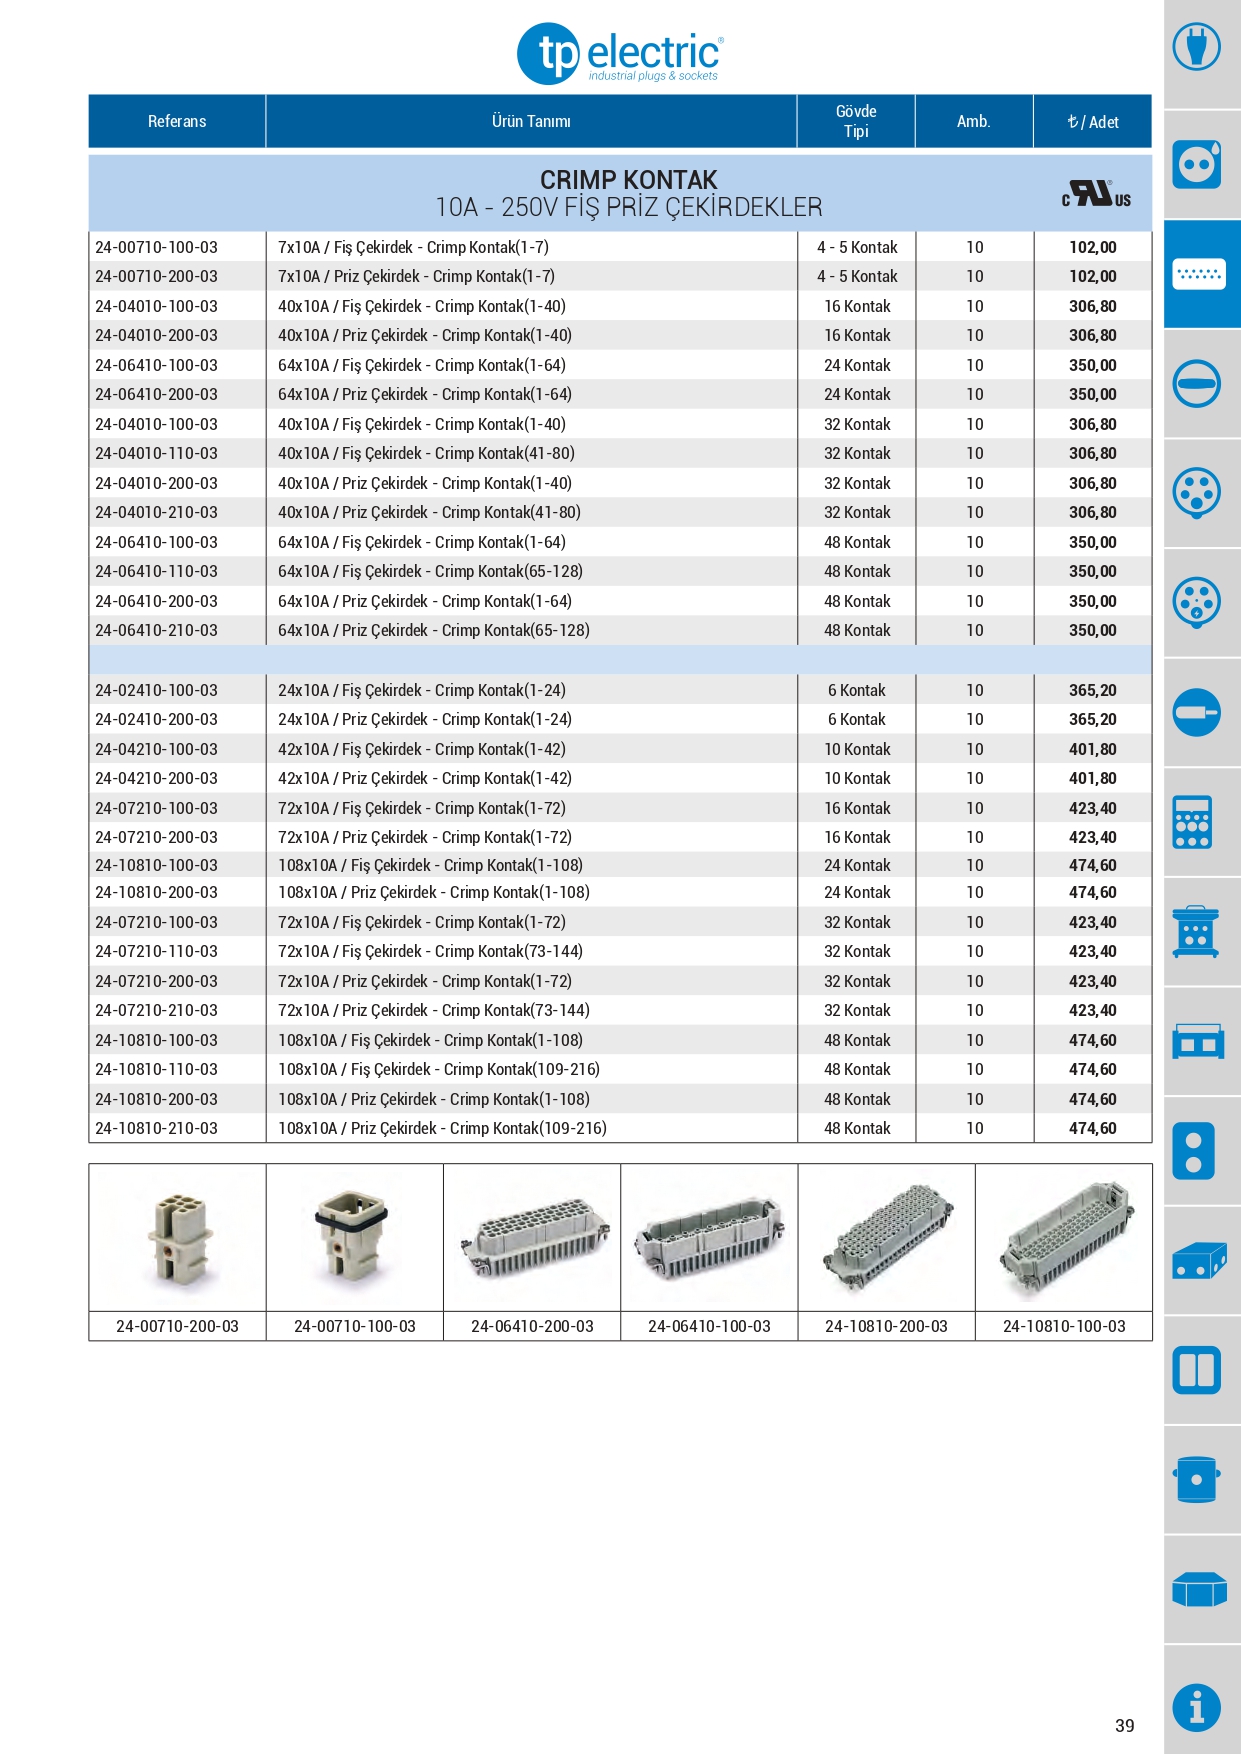 tp electric®
industrial plugs & sockets
Referans Ürün Tanımı Gövde Tipi Amb. ₺ / Adet
CRIMP KONTAK
10A - 250V FİŞ PRİZ ÇEKİRDEKLER
C RU ® US
24-00710-100-03 7x10A / Fiş Çekirdek - Crimp Kontak(1-7) 4 - 5 Kontak 10 102,00
24-00710-200-03 7x10A / Priz Çekirdek - Crimp Kontak(1-7) 4 - 5 Kontak 10 102,00
24-04010-100-03 40x10A / Fiş Çekirdek - Crimp Kontak(1-40) 16 Kontak 10 306,80
24-04010-200-03 40x10A / Priz Çekirdek - Crimp Kontak(1-40) 16 Kontak 10 306,80
24-06410-100-03 64x10A / Fiş Çekirdek - Crimp Kontak(1-64) 24 Kontak 10 350,00
24-06410-200-03 64x10A / Priz Çekirdek - Crimp Kontak(1-64) 24 Kontak 10 350,00
24-04010-100-03 40x10A / Fiş Çekirdek - Crimp Kontak(1-40) 32 Kontak 10 306,80
24-04010-110-03 40x10A / Fiş Çekirdek - Crimp Kontak(41-80) 32 Kontak 10 306,80
24-04010-200-03 40x10A / Priz Çekirdek - Crimp Kontak(1-40) 32 Kontak 10 306,80
24-04010-210-03 40x10A / Priz Çekirdek - Crimp Kontak(41-80) 32 Kontak 10 306,80
24-06410-100-03 64x10A / Fiş Çekirdek - Crimp Kontak(1-64) 48 Kontak 10 350,00
24-06410-110-03 64x10A / Fiş Çekirdek - Crimp Kontak(65-128) 48 Kontak 10 350,00
24-06410-200-03 64x10A / Priz Çekirdek - Crimp Kontak(1-64) 48 Kontak 10 350,00
24-06410-210-03 64x10A / Priz Çekirdek - Crimp Kontak(65-128) 48 Kontak 10 350,00
24-02410-100-03 24x10A / Fiş Çekirdek - Crimp Kontak(1-24) 6 Kontak 10 365,20
24-02410-200-03 24x10A / Priz Çekirdek - Crimp Kontak(1-24) 6 Kontak 10 365,20
24-04210-100-03 42x10A / Fiş Çekirdek - Crimp Kontak(1-42) 10 Kontak 10 401,80
24-04210-200-03 42x10A / Priz Çekirdek - Crimp Kontak(1-42) 10 Kontak 10 401,80
24-07210-100-03 72x10A / Fiş Çekirdek - Crimp Kontak(1-72) 16 Kontak 10 423,40
24-07210-200-03 72x10A / Priz Çekirdek - Crimp Kontak(1-72) 16 Kontak 10 423,40
24-10810-100-03 108x10A / Fiş Çekirdek - Crimp Kontak(1-108) 24 Kontak 10 474,60
24-10810-200-03 108x10A / Priz Çekirdek - Crimp Kontak(1-108) 24 Kontak 10 474,60
24-07210-100-03 72x10A / Fiş Çekirdek - Crimp Kontak(1-72) 32 Kontak 10 423,40
24-07210-110-03 72x10A / Fiş Çekirdek - Crimp Kontak(73-144) 32 Kontak 10 423,40
24-07210-200-03 72x10A / Priz Çekirdek - Crimp Kontak(1-72) 32 Kontak 10 423,40
24-07210-210-03 72x10A / Priz Çekirdek - Crimp Kontak(73-144) 32 Kontak 10 423,40
24-10810-100-03 108x10A / Fiş Çekirdek - Crimp Kontak(1-108) 48 Kontak 10 474,60
24-10810-110-03 108x10A / Fiş Çekirdek - Crimp Kontak(109-216) 48 Kontak 10 474,60
24-10810-200-03 108x10A / Priz Çekirdek - Crimp Kontak(1-108) 48 Kontak 10 474,60
24-10810-210-03 108x10A / Priz Çekirdek - Crimp Kontak(109-216) 48 Kontak 10 474,60
24-00710-200-03 24-00710-100-03 24-06410-200-03 24-06410-100-03 24-10810-200-03 24-10810-100-03
39